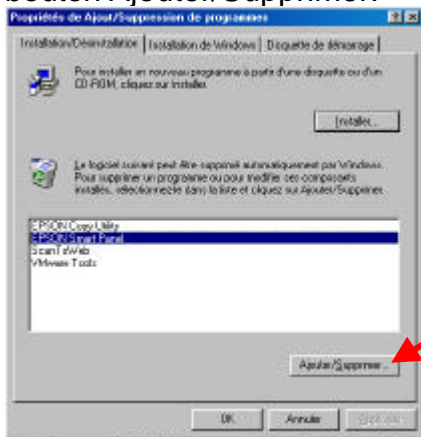 bouton Ajouter/Supprimer.
Propriétés de Ajout/Suppression de programmes
Installation/Désinstallation Installation de Windows Disquette de démarrage
Pour installer un nouveau programme à partir d'une disquette ou d'un
CD-ROM, cliquez sur Installer.
Installer...
Le logiciel suivant peut être supprimé automatiquement par Windows.
Pour supprimer un programme ou pour modifier ses composants
installés, sélectionnez-le dans la liste et cliquez sur Ajouter/Supprimer.
EPSON Copy Utility
EPSON Smart Panel
ScanToWeb
VMware Tools
Ajouter/Supprimer...
OK Annuler Appliquer